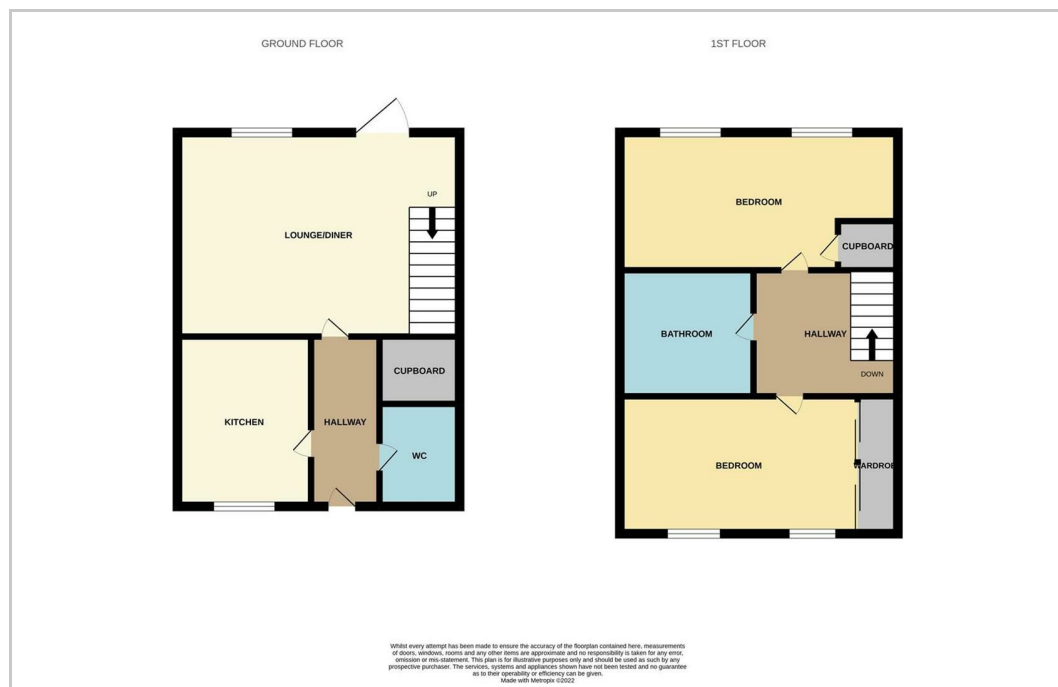 GROUND FLOOR
1ST FLOOR
UP
LOUNGE/DINER
BEDROOM
CUPBOARD
BATHROOM
HALLWAY
DOWN
CUPBOARD
KITCHEN
HALLWAY
WC
BEDROOM
WARDROBE
Whilst every attempt has been made to ensure the accuracy of the floorplan contained here, measurements
of doors, windows, rooms and any other items are approximate and no responsibility is taken for any error,
omission or mis-statement. This plan is for illustrative purposes only and should be used as such by any
prospective purchaser. The services, systems and appliances shown have not been tested and no guarantee
as to their operability or efficiency can be given.
Made with Metropix ©2022